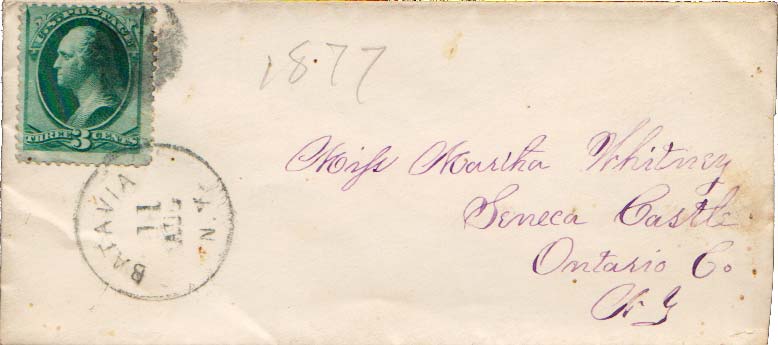 U.S. POSTAGE
THREE 3 CENTS
1877
BATAVIA
N.Y.
11
AUG
Miss Martha Whitney
Seneca Castle
Ontario Co
N Y